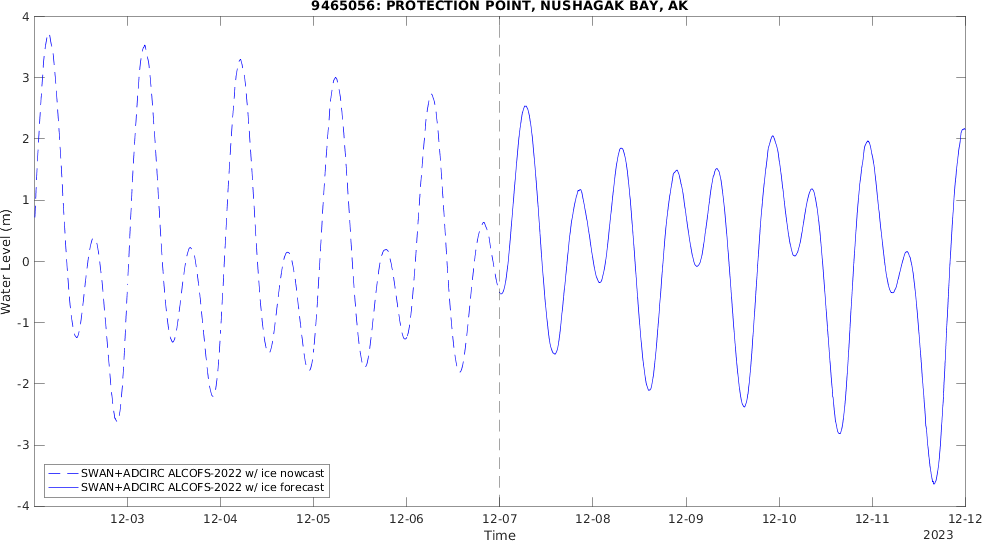 9465056: PROTECTION POINT, NUSHAGAK BAY, AK
4
3
2
1
0
-1
-2
-3
-4
Water Level (m)
SWAN+ADCIRC ALCOFS-2022 w/ ice nowcast
SWAN+ADCIRC ALCOFS-2022 w/ ice forecast
12-03 12-04 12-05 12-06 12-07 12-08 12-09 12-10 12-11 12-12
Time
2023